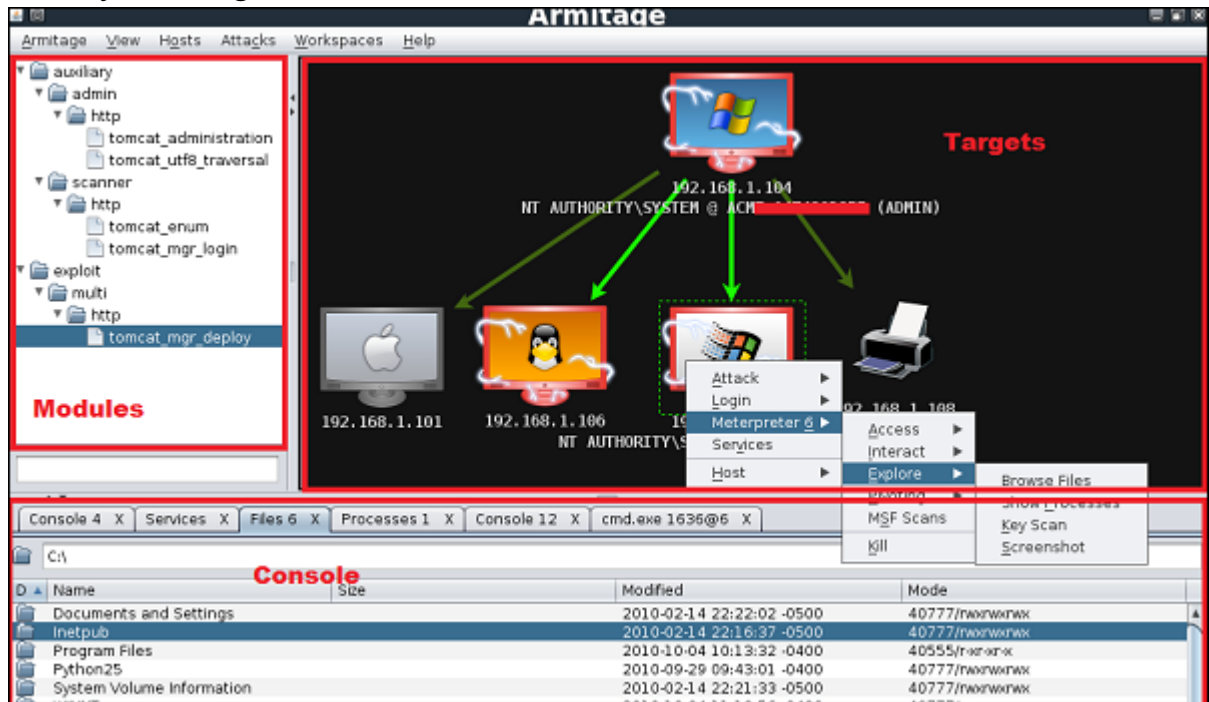 Armitage
Armitage View Hosts Attacks Workspaces Help
auxiliary
admin
http
tomcat_administration
tomcat_utf8_traversal
scanner
http
tomcat_enum
tomcat_mgr_login
exploit
multi
http
tomcat_mgr_deploy
Modules
Targets
192.168.1.104
NT AUTHORITY\SYSTEM @ (ADMIN)
192.168.1.101
192.168.1.106
NT
Attack
Login
Meterpreter 6
Services
Host
Access
Interact
Explore
MSF Scans
Kill
Browse Files
Show Processes
Key Scan
Screenshot
Console 4 X Services X Files 6 X Processes 1 X Console 12 X cmd.exe 1636@6 X
C:\
Console
D Name Size Modified Mode
Documents and Settings 2010-02-14 22:22:02 -0500 40777/rwxrwxrwx
Inetpub 2010-02-14 22:16:37 -0500 40777/rwxrwxrwx
Program Files 2010-10-04 10:13:32 -0400 40555/r-xr-xr-x
Python25 2010-09-29 09:43:01 -0400 40777/rwxrwxrwx
System Volume Information 2010-02-14 22:21:33 -0500 40777/rwxrwxrwx